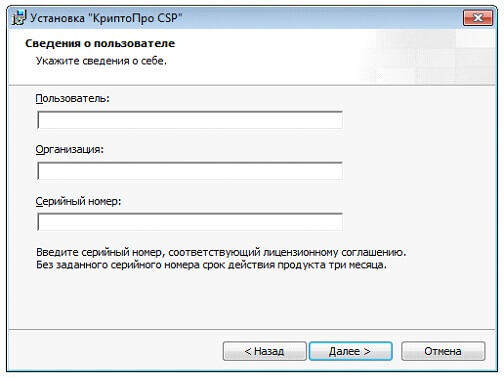 Установка "КриптоПро CSP"
Сведения о пользователе
Укажите сведения о себе.
Пользователь:
Организация:
Серийный номер:
Введите серийный номер, соответствующий лицензионному соглашению.
Без заданного серийного номера срок действия продукта три месяца.
< Назад
Далее >
Отмена